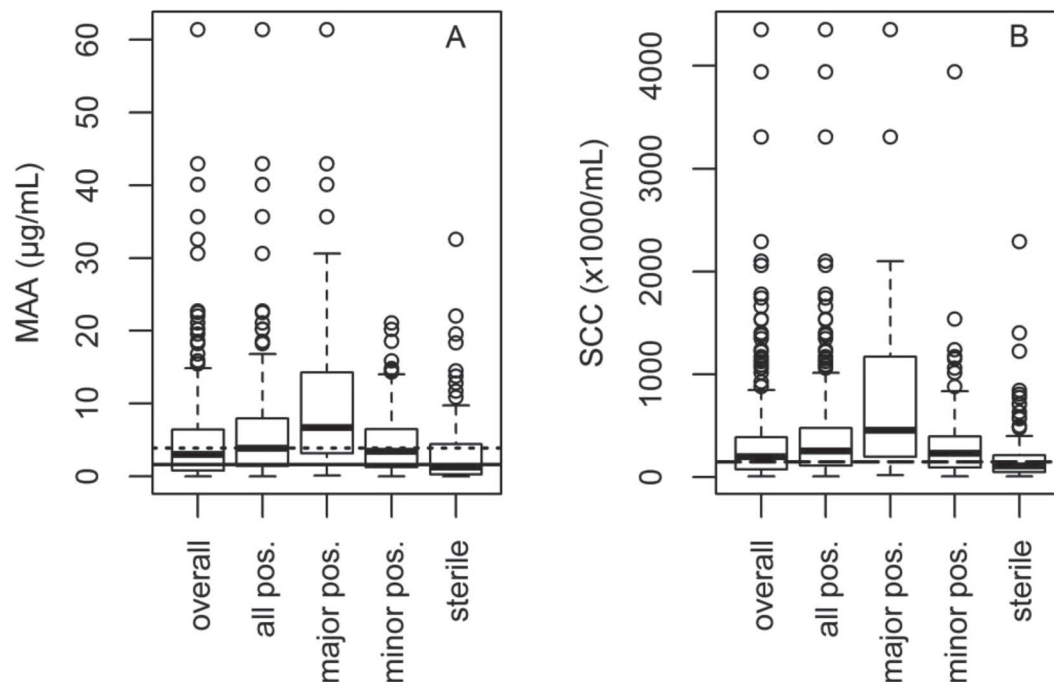 A
MAA (µg/mL)
60
50
40
30
20
10
0
overall
all pos.
major pos.
minor pos.
sterile
B
SCC (x1000/mL)
4000
3000
2000
1000
0
overall
all pos.
major pos.
minor pos.
sterile